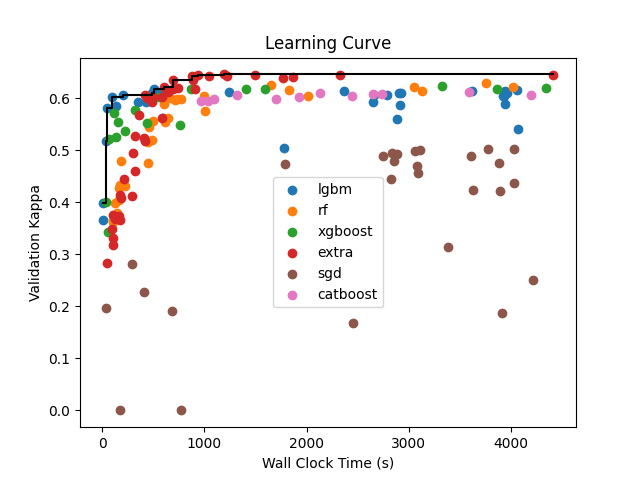 Learning Curve
Validation Kappa
0.6
0.5
0.4
0.3
0.2
0.1
0.0
lgbm
rf
xgboost
extra
sgd
catboost
0 1000 2000 3000 4000
Wall Clock Time (s)